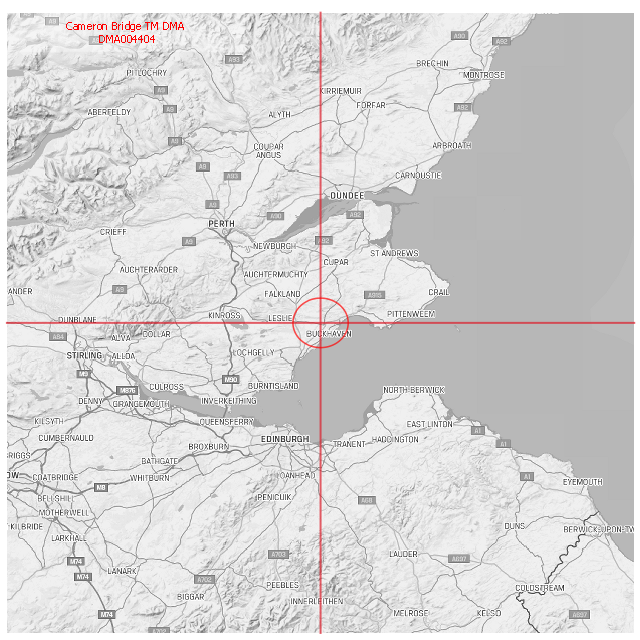 Cameron Bridge TM DMA
DMA004404
A90
A92
BRECHIN
MONTROSE
A93
PITLOCHRY
A9
KIRRIEMUIR
FORFAR
A92
ABERFELDY
A9
ALYTH
A9
COUPAR
ANGUS
ARBROATH
A9
A93
CARNOUSTIE
DUNDEE
A9
A90
A92
PERTH
CRIEFF
A9
NEWBURGH
A92
ST ANDREWS
CUPAR
AUCHTERARDER
AUCHTERMUCHTY
ANDER
A9
FALKLAND
A915
CRAIL
KINROSS
LESLIE
PITTENWEEM
DUNBLANE
A84
ALVA
DOLLAR
BUCKHAVEN
STIRLING
ALLOA
LOCHGELLY
M9
M90
CULROSS
BURNTISLAND
M876
NORTH BERWICK
DENNY
GRANGEMOUTH
INVERKEITHING
KILSYTH
QUEENSFERRY
EAST LINTON
A1
CUMBERNAULD
EDINBURGH
HADDINGTON
BROXBURN
TRANENT
A1
RIGGS
BATHGATE
OW
COATBRIDGE
WHITBURN
LOANHEAD
A1
EYEMOUTH
M8
BELLSHILL
PENICUIK
A68
MOTHERWELL
KILBRIDE
DUNS
BERWICK-UPON-TW
LARKHALL
A703
LAUDER
A697
M74
LANARK
M74
A702
PEEBLES
COLDSTREAM
BIGGAR
INNERLEITHEN
M74
MELROSE
KELSO
A697